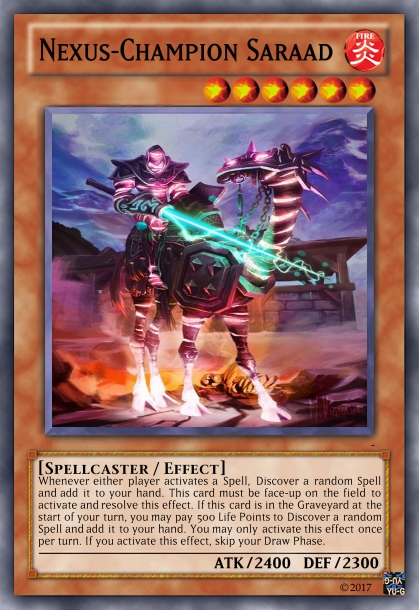 Nexus-Champion Saraad
FIRE
炎
-
[Spellcaster / Effect]
Whenever either player activates a Spell, Discover a random Spell
and add it to your hand. This card must be face-up on the field to
activate and resolve this effect. If this card is in the Graveyard at the
start of your turn, you may pay 500 Life Points to Discover a random
Spell and add it to your hand. You may only activate this effect once
per turn. If you activate this effect, skip your Draw Phase.
ATK/2400 DEF/2300
©2017